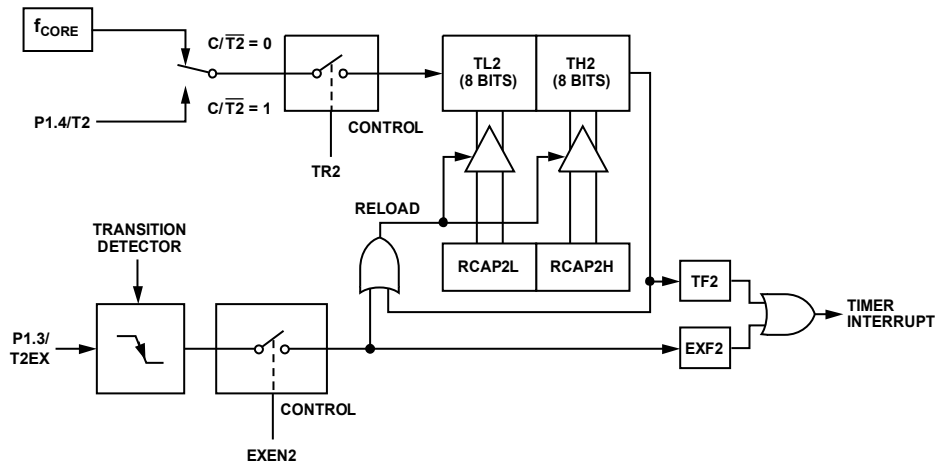 fCORE
C/T2̅ = 0
C/T2̅ = 1
P1.4/T2
CONTROL
TR2
TL2
(8 BITS)
TH2
(8 BITS)
RELOAD
TRANSITION
DETECTOR
RCAP2L
RCAP2H
TF2
TIMER
INTERRUPT
P1.3/
T2EX
EXF2
CONTROL
EXEN2